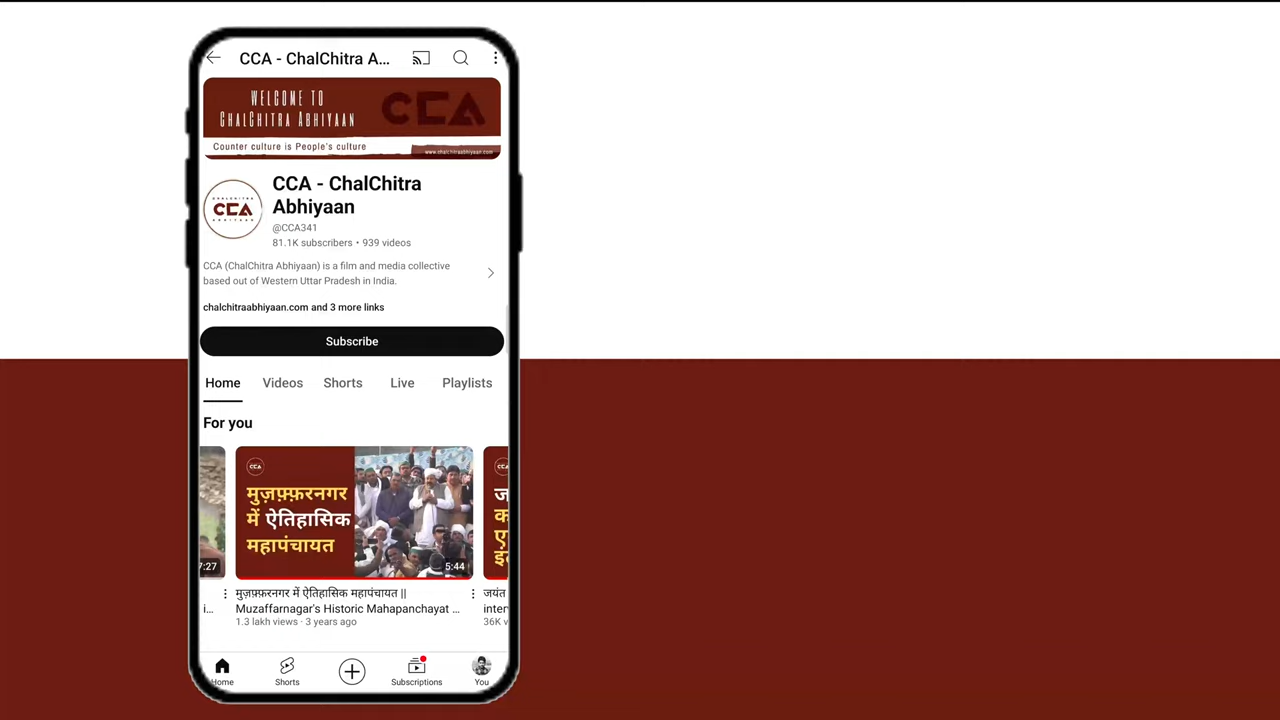 CCA - ChalChitra A...
WELCOME TO
CHALCHITRA ABHIYAAN
CCA
Counter culture is People's culture
www.chalchitraabhiyaan.com
CHALCHITRA
CCA
ABHIYAAN
CCA - ChalChitra
Abhiyaan
@CCA341
81.1K subscribers • 939 videos
CCA (ChalChitra Abhiyaan) is a film and media collective
based out of Western Uttar Pradesh in India.
chalchitraabhiyaan.com and 3 more links
Subscribe
Home Videos Shorts Live Playlists
For you
CCA
मुज़फ़्फ़रनगर
में ऐतिहासिक
महापंचायत
7:27
5:44
मुज़फ़्फ़रनगर में ऐतिहासिक महापंचायत ||
Muzaffarnagar's Historic Mahapanchayat ...
1.3 lakh views · 3 years ago
i...
जयंत
36K
Home Shorts Subscriptions You